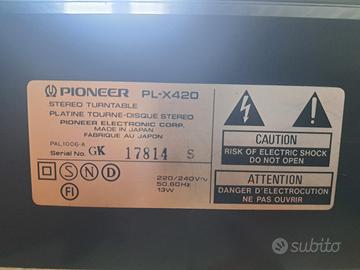 PIONEER PL-X420
STEREO TURNTABLE
PLATINE TOURNE-DISQUE STEREO
PIONEER ELECTRONIC CORP.
MADE IN JAPAN
FABRIQUE AU JAPON
PAL1006-A
Serial No. GK 17814 S
S N D
FI
220/240V~
50,60Hz
13W
CAUTION
RISK OF ELECTRIC SHOCK
DO NOT OPEN
ATTENTION
DANGER D'ELECTROCUTION
NE PAS OUVRIR
subito